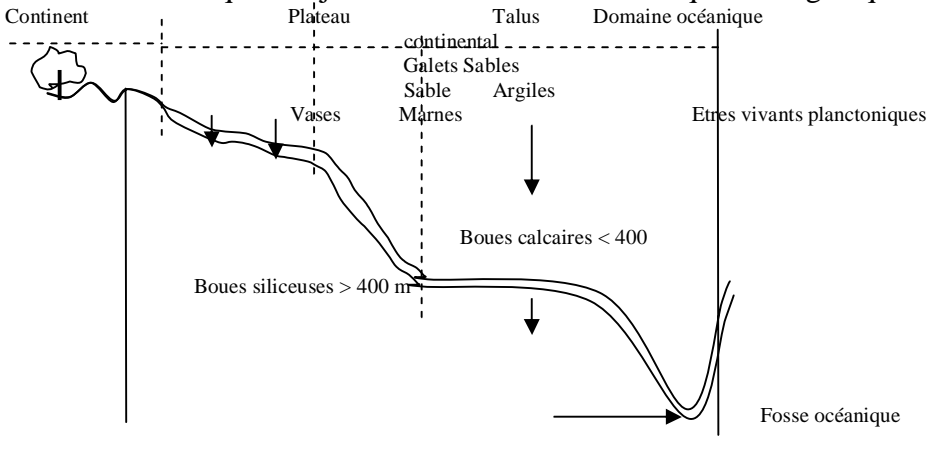 Continent Plateau Talus Domaine océanique
continental
Galets Sables
Sable Argiles
Vases Marnes Etres vivants planctoniques
Boues calcaires < 400
Boues siliceuses > 400 m
Fosse océanique